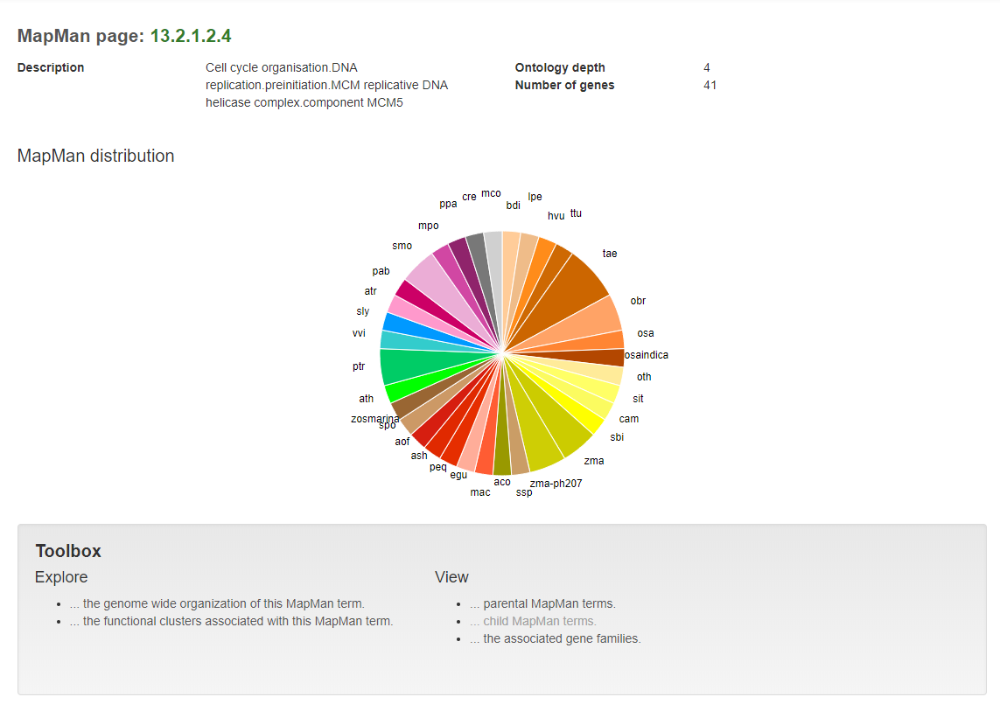 MapMan page: 13.2.1.2.4
Description
Cell cycle organisation.DNA
replication.preinitiation.MCM replicative DNA
helicase complex.component MCM5
Ontology depth 4
Number of genes 41
MapMan distribution
mco
cre
ppa
mpo
smo
pab
atr
sly
vvi
ptr
ath
zosmarina
spo
aof
ash
peq
egu
mac
aco
ssp
zma-ph207
zma
sbi
cam
sit
oth
osaindica
osa
obr
tae
ttu
hvu
lpe
bdi
Toolbox
Explore
... the genome wide organization of this MapMan term.
... the functional clusters associated with this MapMan term.
View
... parental MapMan terms.
... child MapMan terms.
... the associated gene families.